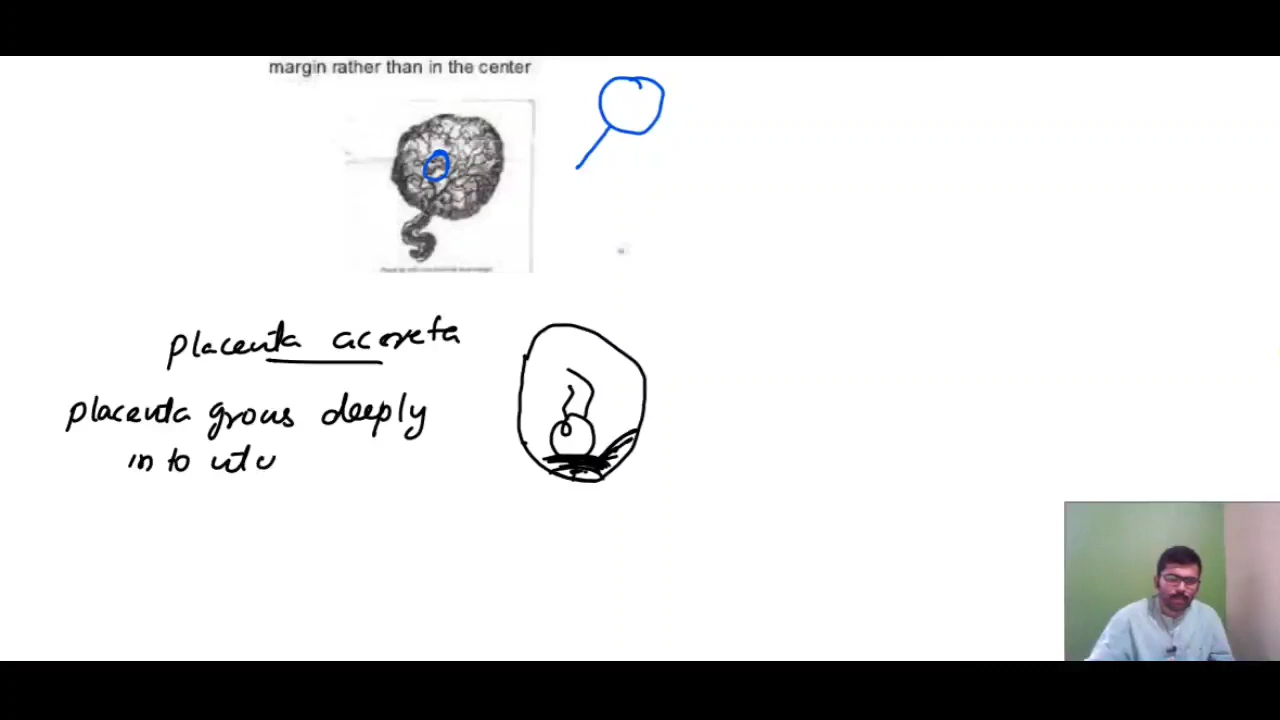 margin rather than in the center
placenta accreta
placenta grows deeply
in to ute